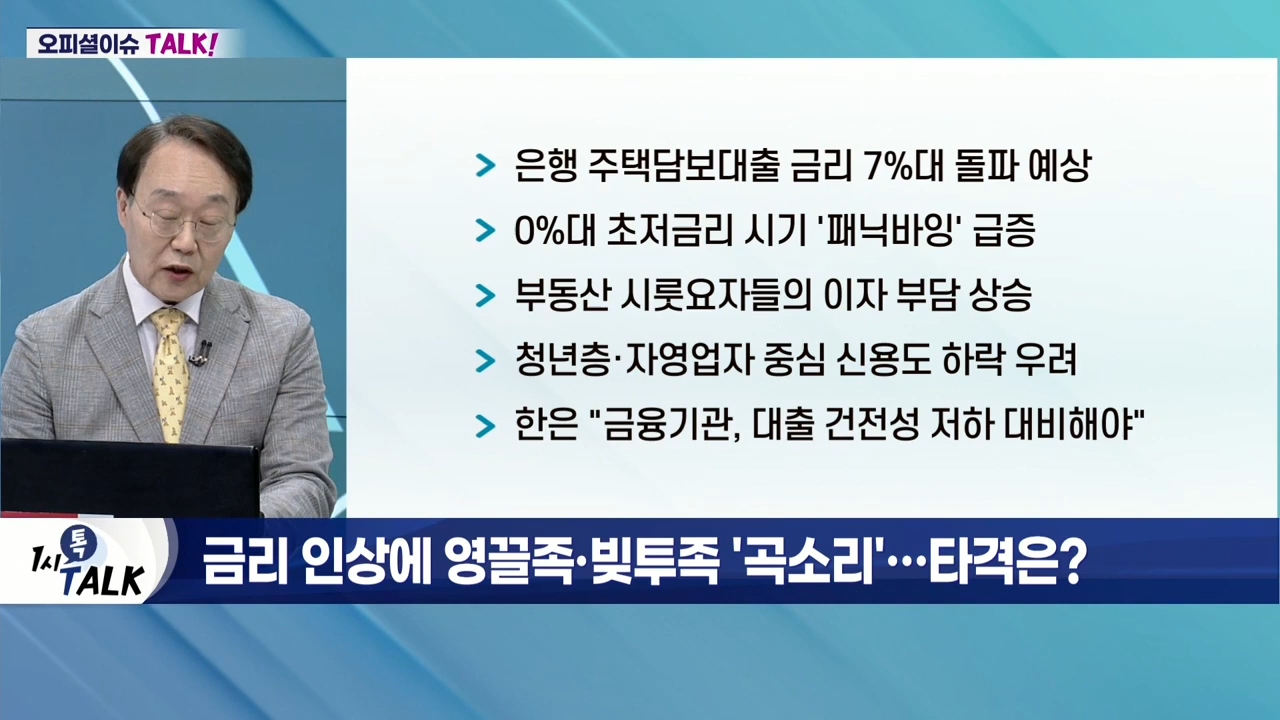 오피셜이슈 TALK!
> 은행 주택담보대출 금리 7%대 돌파 예상
> 0%대 초저금리 시기 '패닉바잉' 급증
> 부동산 시룻요자들의 이자 부담 상승
> 청년층·자영업자 중심 신용도 하락 우려
> 한은 "금융기관, 대출 건전성 저하 대비해야"
1시 톡 TALK
금리 인상에 영끌족·빚투족 '곡소리'…타격은?